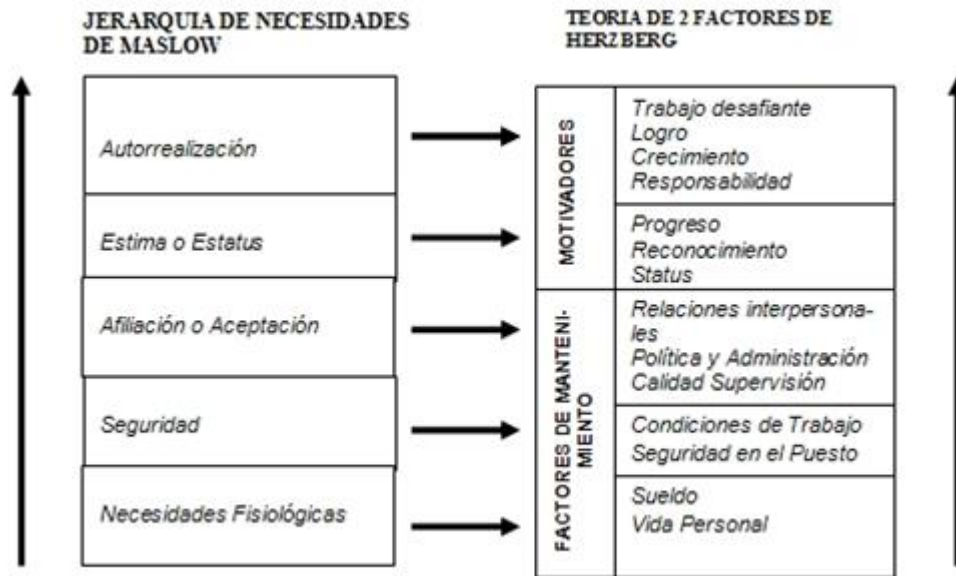 JERARQUIA DE NECESIDADES
DE MASLOW
Autorrealización
Estima o Estatus
Afiliación o Aceptación
Seguridad
Necesidades Fisiológicas
TEORIA DE 2 FACTORES DE
HERZBERG
MOTIVADORES
Trabajo desafiante
Logro
Crecimiento
Responsabilidad
Progreso
Reconocimiento
Status
FACTORES DE MANTENI-
MIENTO
Relaciones interpersona-
les
Política y Administración
Calidad Supervisión
Condiciones de Trabajo
Seguridad en el Puesto
Sueldo
Vida Personal